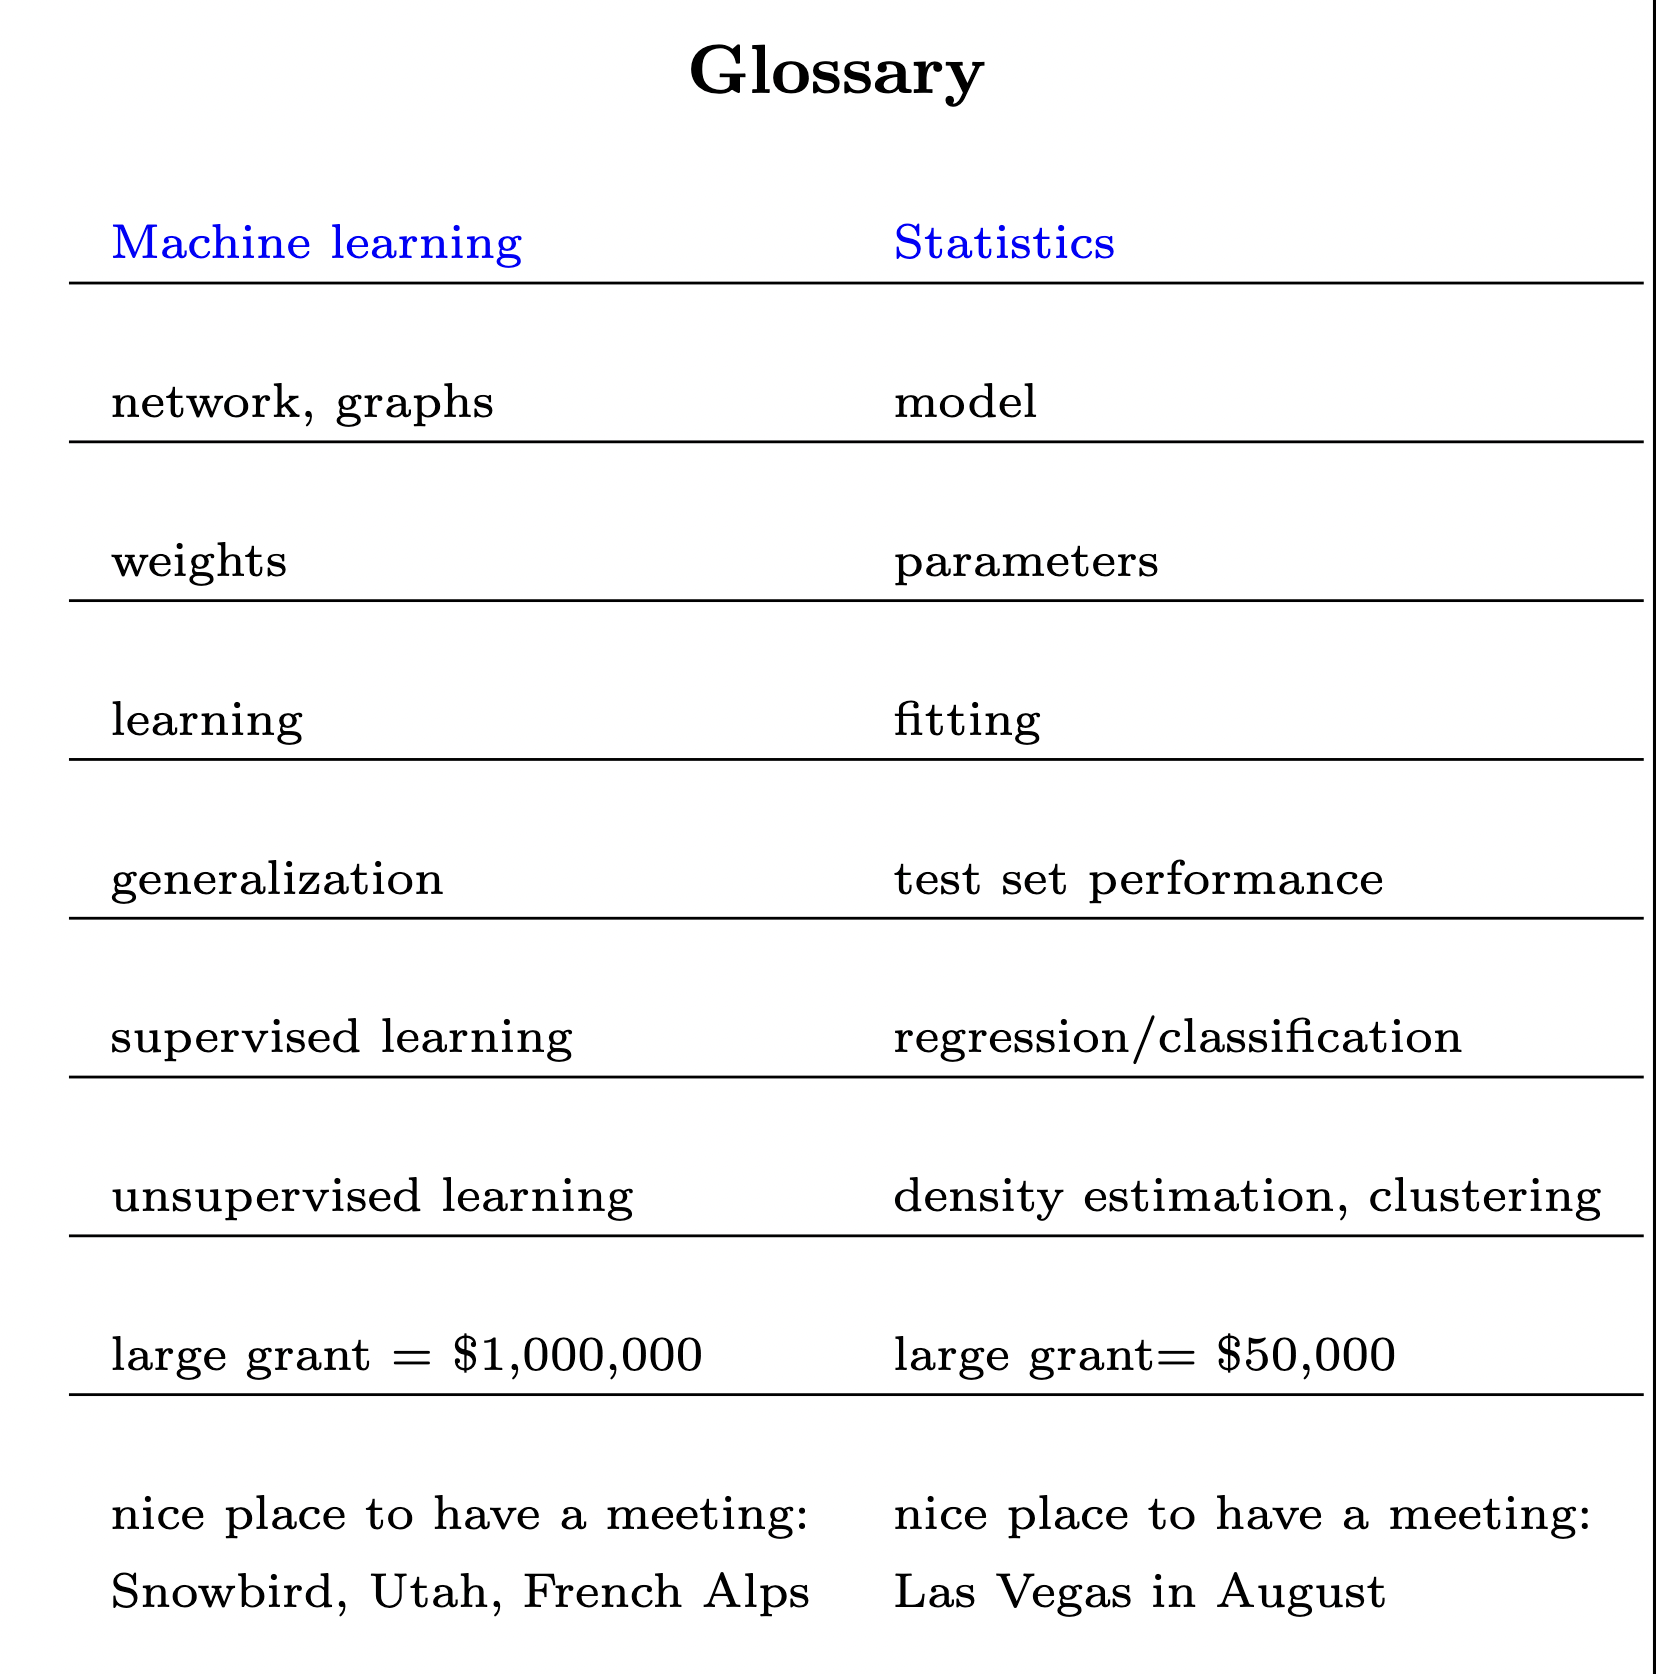 Glossary
Machine learning Statistics
network, graphs model
weights parameters
learning fitting
generalization test set performance
supervised learning regression/classification
unsupervised learning density estimation, clustering
large grant = $1,000,000 large grant= $50,000
nice place to have a meeting: nice place to have a meeting:
Snowbird, Utah, French Alps Las Vegas in August